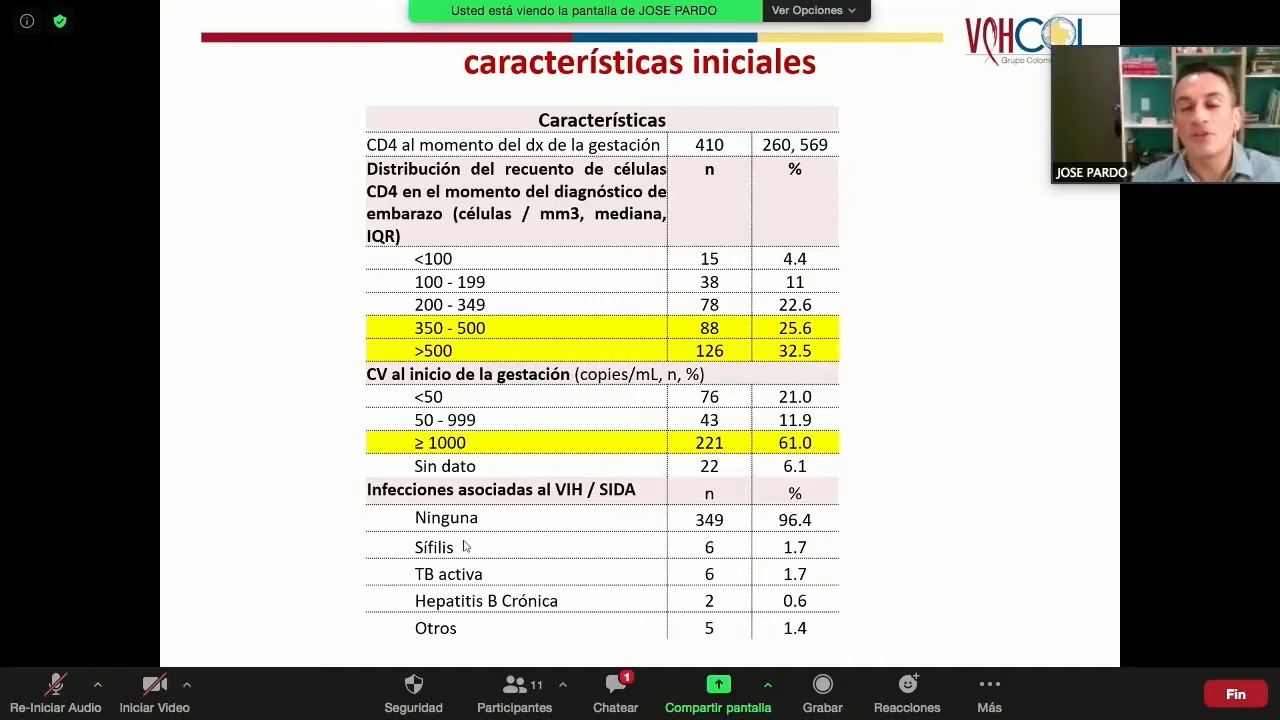 Usted está viendo la pantalla de JOSE PARDO
Ver Opciones
VIHCOL
características iniciales
Grupo Colom
JOSE PARDO
Características
CD4 al momento del dx de la gestación 410 260, 569
Distribución del recuento de células n %
CD4 en el momento del diagnóstico de
embarazo (células / mm3, mediana,
IQR)
<100 15 4.4
100 - 199 38 11
200 - 349 78 22.6
350 - 500 88 25.6
>500 126 32.5
CV al inicio de la gestación (copies/mL, n, %)
<50 76 21.0
50 - 999 43 11.9
≥ 1000 221 61.0
Sin dato 22 6.1
Infecciones asociadas al VIH / SIDA n %
Ninguna 349 96.4
Sífilis 6 1.7
TB activa 6 1.7
Hepatitis B Crónica 2 0.6
Otros 5 1.4
Re-Iniciar Audio
Iniciar Video
Seguridad
11
Participantes
1
Chatear
Compartir pantalla
Grabar
Reacciones
Más
Fin